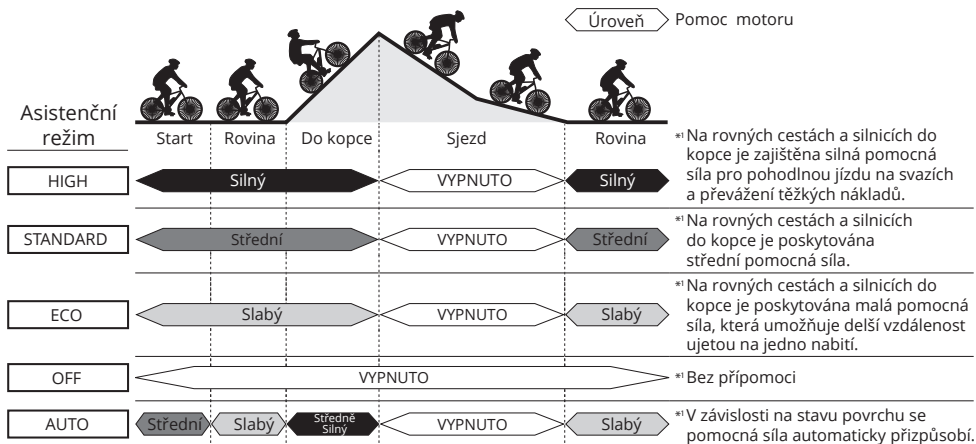 Úroveň Pomoc motoru
Asistenční
režim
Start Rovina Do kopce Sjezd Rovina
HIGH Silný VYPNUTO Silný
*1 Na rovných cestách a silnicích do
kopce je zajištěna silná pomocná
síla pro pohodlnou jízdu na svazích
a převážení těžkých nákladů.
STANDARD Střední VYPNUTO Střední
*1 Na rovných cestách a silnicích
do kopce je poskytována
střední pomocná síla.
ECO Slabý VYPNUTO Slabý
*1 Na rovných cestách a silnicích do
kopce je poskytována malá pomocná
síla, která umožňuje delší vzdálenost
ujetou na jedno nabití.
OFF VYPNUTO
*1 Bez přípomoci
AUTO Střední Slabý Středně
Silný VYPNUTO Slabý
*1 V závislosti na stavu povrchu se
pomocná síla automaticky přizpůsobí.